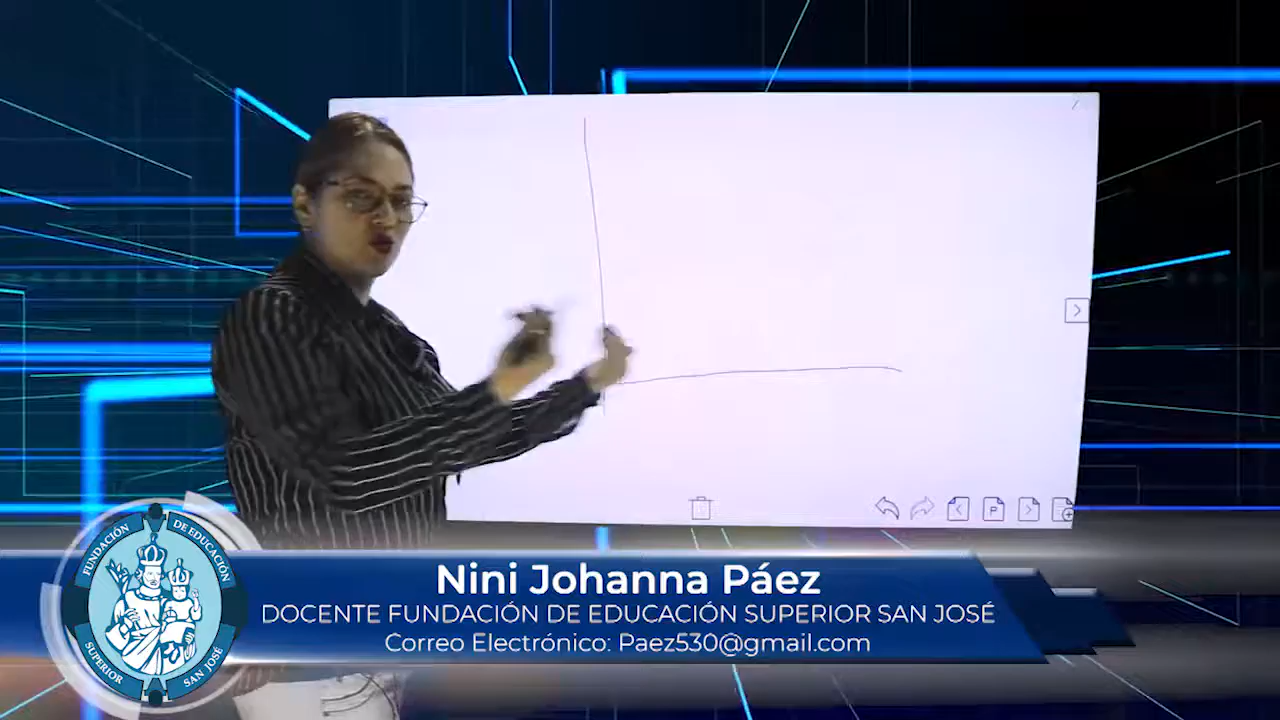 Nini Johanna Páez
DOCENTE FUNDACIÓN DE EDUCACIÓN SUPERIOR SAN JOSÉ
Correo Electrónico: Paez530@gmail.com
FUNDACIÓN
DE EDUCACIÓN
SUPERIOR
SAN JOSÉ
P